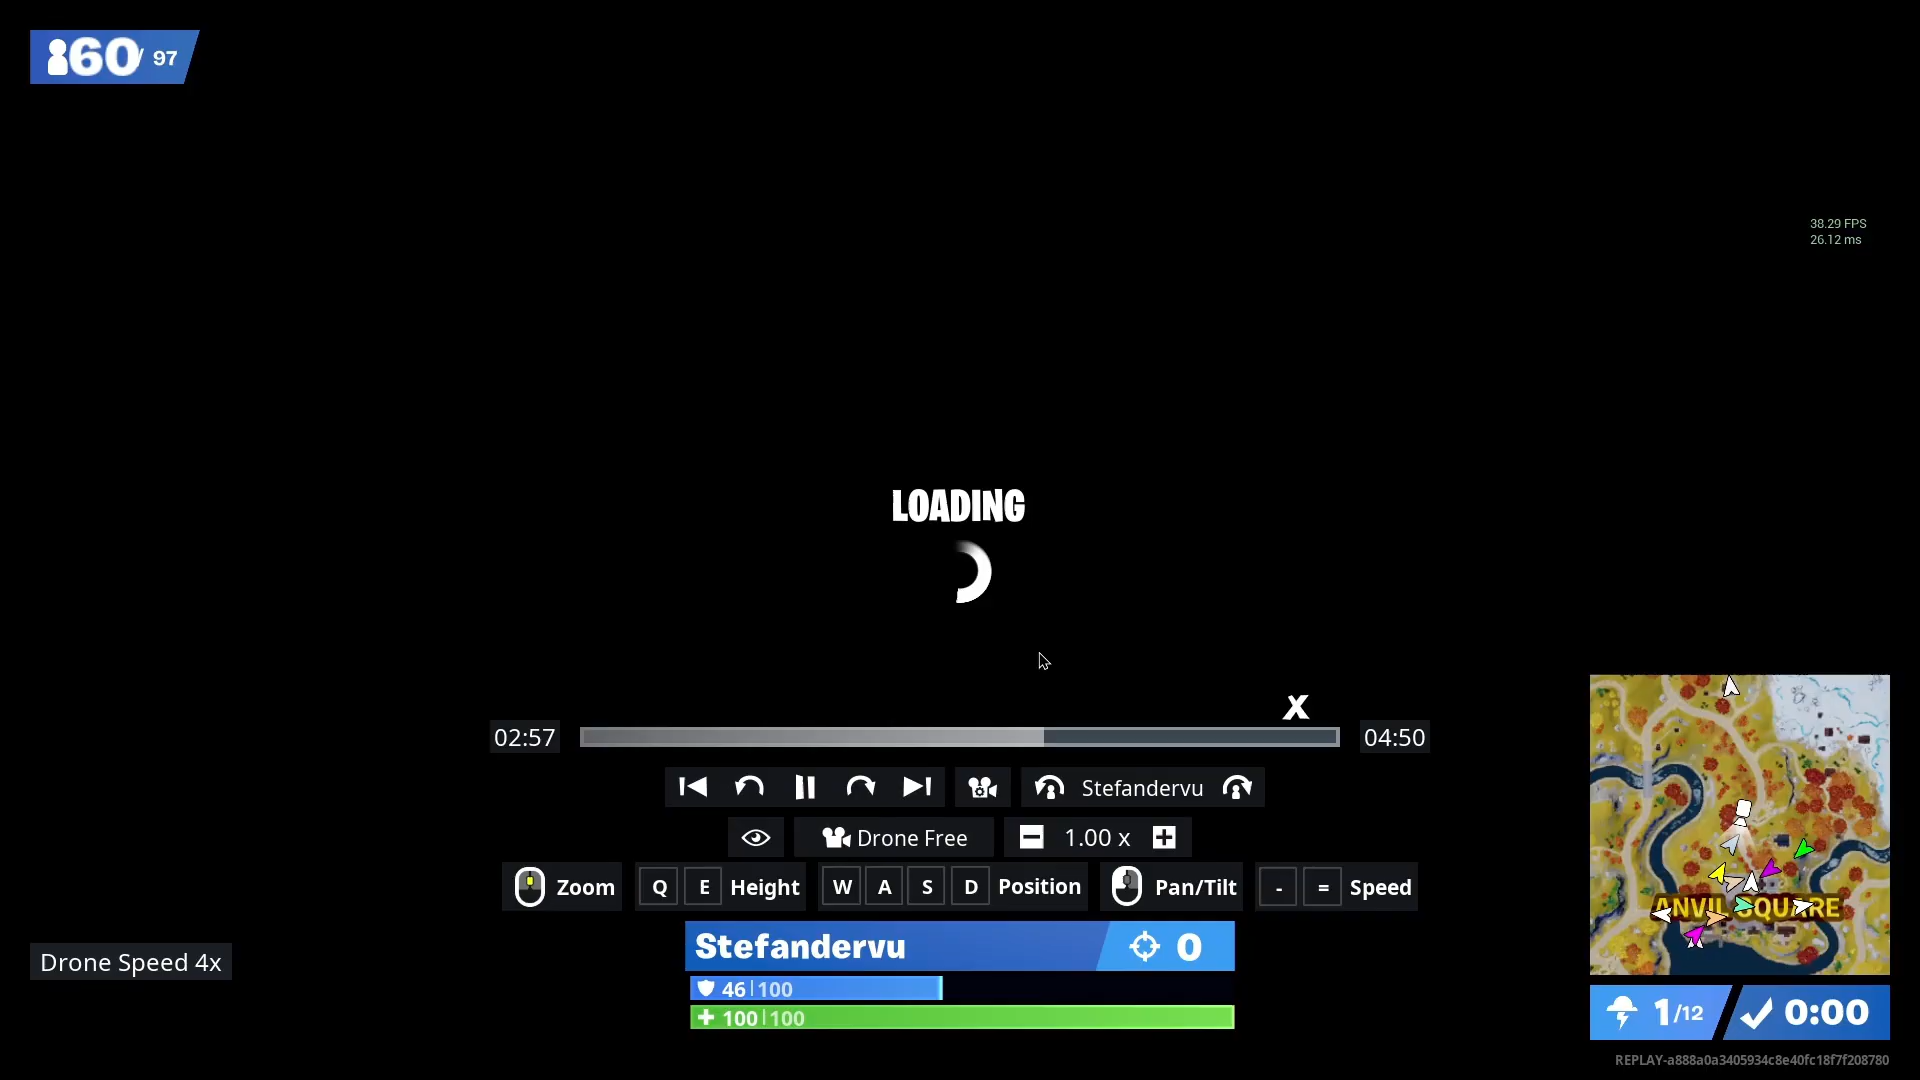 60 / 97
38.29 FPS
26.12 ms
LOADING
X
02:57
04:50
Stefandervu
Drone Free
1.00 x
Zoom
Q E Height
W A S D Position
Pan/Tilt
- = Speed
ANVIL SQUARE
Stefandervu 0
46 | 100
100 | 100
Drone Speed 4x
1/12
0:00
REPLAY-a888a0a3405934c8e40fc18f7f208780